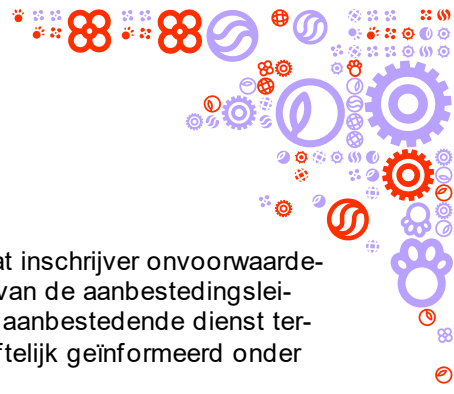 at inschrijver onvoorwaarde-
van de aanbestedingslei-
aanbestedende dienst ter-
ftelijk geïnformeerd onder